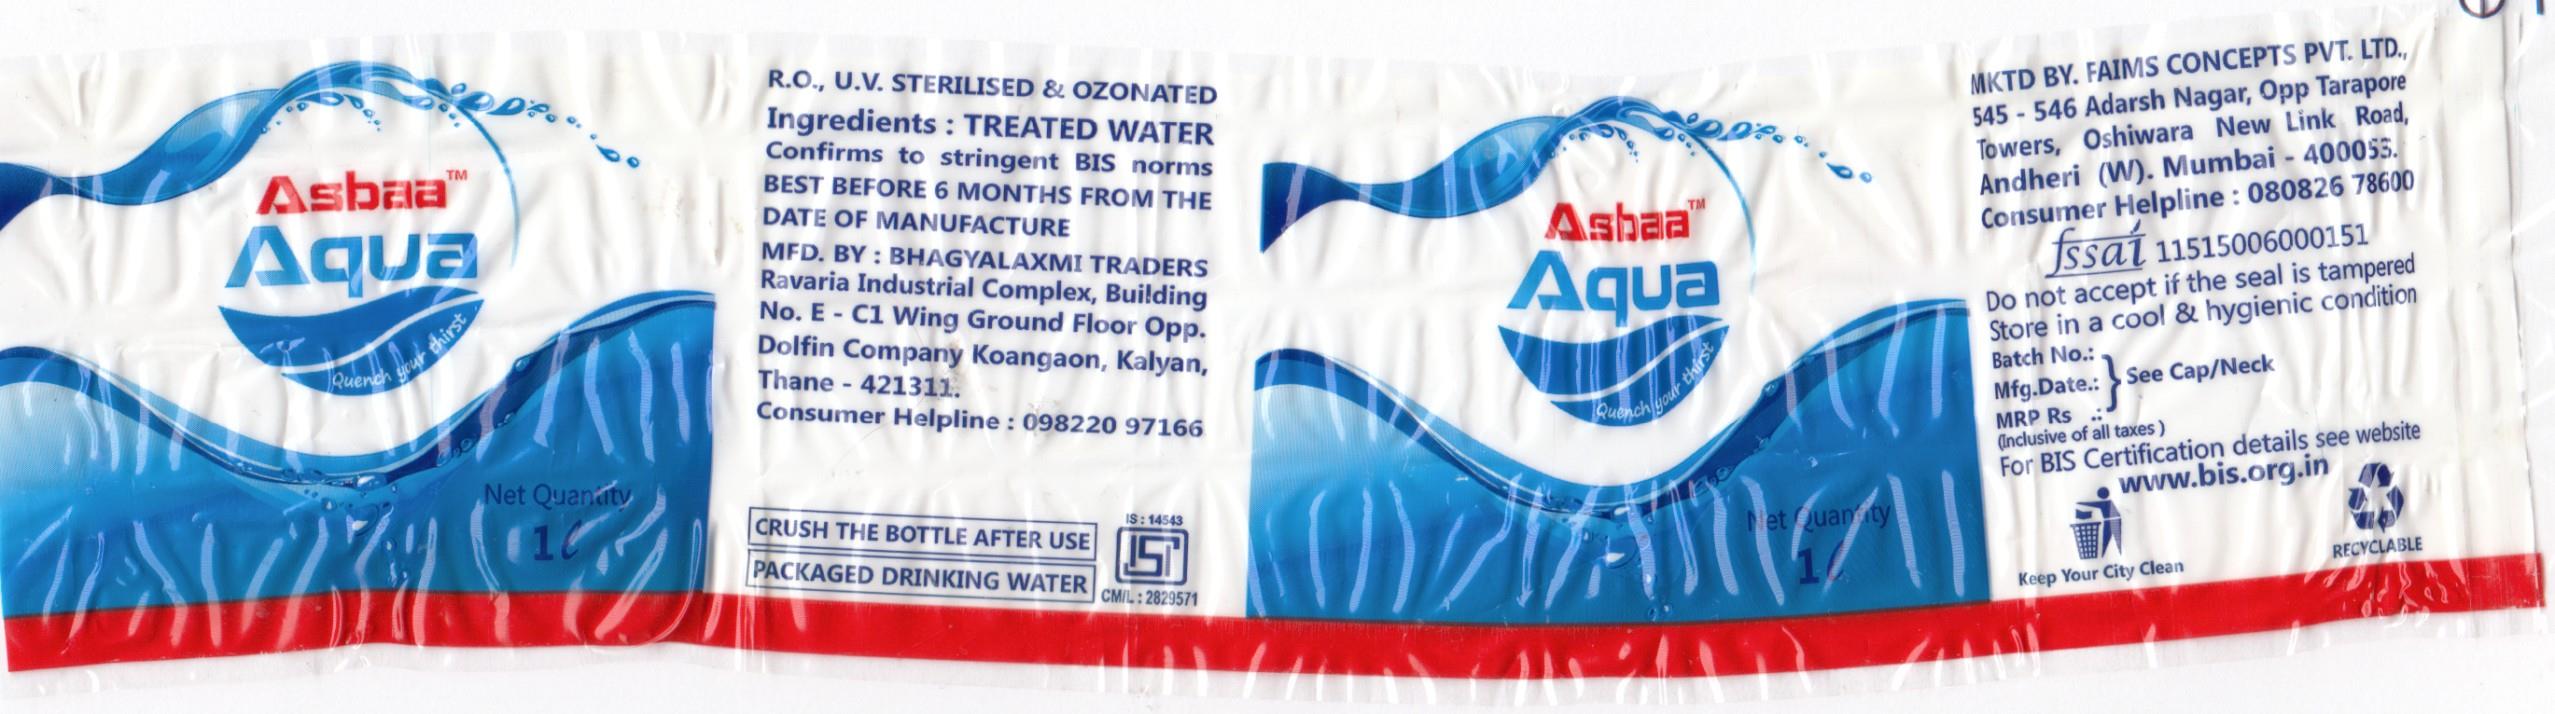 Asbaa™
Aqua
Quench your thirst
Net Quantity
1ℓ
R.O., U.V. STERILISED & OZONATED
Ingredients : TREATED WATER
Confirms to stringent BIS norms
BEST BEFORE 6 MONTHS FROM THE
DATE OF MANUFACTURE
MFD. BY : BHAGYALAXMI TRADERS
Ravaria Industrial Complex, Building
No. E - C1 Wing Ground Floor Opp.
Dolfin Company Koangaon, Kalyan,
Thane - 421311.
Consumer Helpline : 098220 97166
CRUSH THE BOTTLE AFTER USE
PACKAGED DRINKING WATER
IS : 14543
ISI
CM/L : 2829571
Asbaa™
Aqua
Quench your thirst
Net Quantity
1ℓ
MKTD BY. FAIMS CONCEPTS PVT. LTD.,
545 - 546 Adarsh Nagar, Opp Tarapore
Towers, Oshiwara New Link Road,
Andheri (W). Mumbai - 400053.
Consumer Helpline : 080826 78600
fssai 11515006000151
Do not accept if the seal is tampered
Store in a cool & hygienic condition
Batch No.:
Mfg.Date.: } See Cap/Neck
MRP Rs .:
(Inclusive of all taxes )
For BIS Certification details see website
www.bis.org.in
Keep Your City Clean
RECYCLABLE